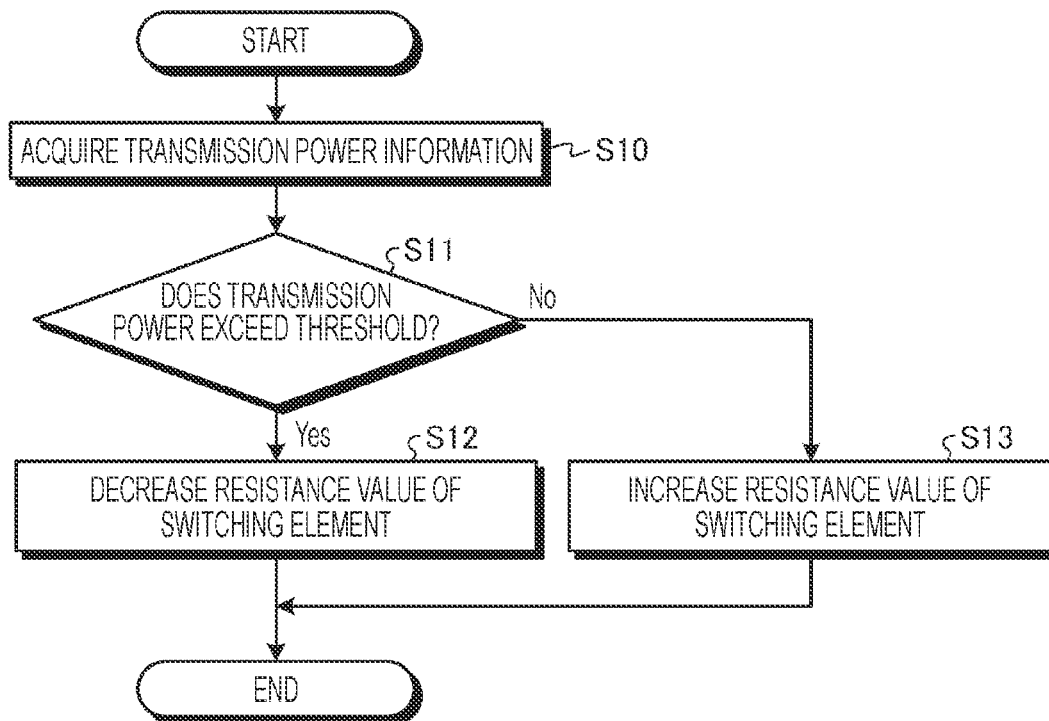 START
ACQUIRE TRANSMISSION POWER INFORMATION
S10
S11
DOES TRANSMISSION
POWER EXCEED THRESHOLD?
No
Yes
S12
DECREASE RESISTANCE VALUE OF
SWITCHING ELEMENT
S13
INCREASE RESISTANCE VALUE OF
SWITCHING ELEMENT
END